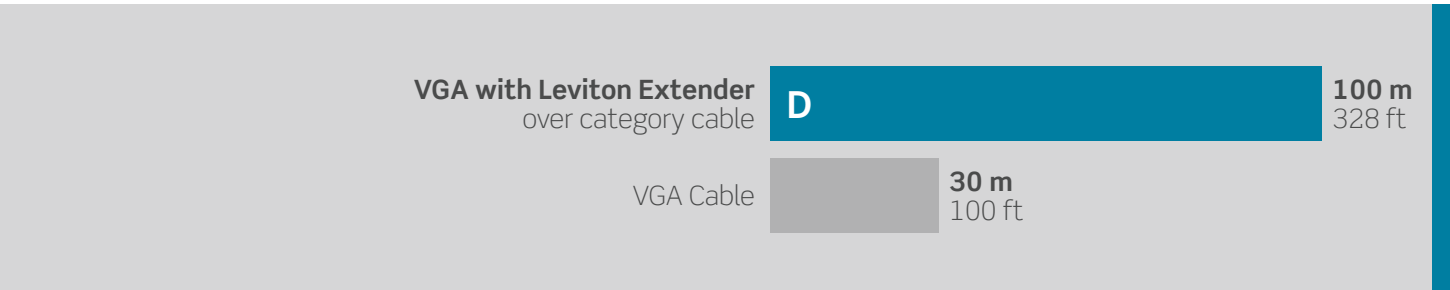 VGA with Leviton Extender
over category cable
D
100 m
328 ft
VGA Cable
30 m
100 ft